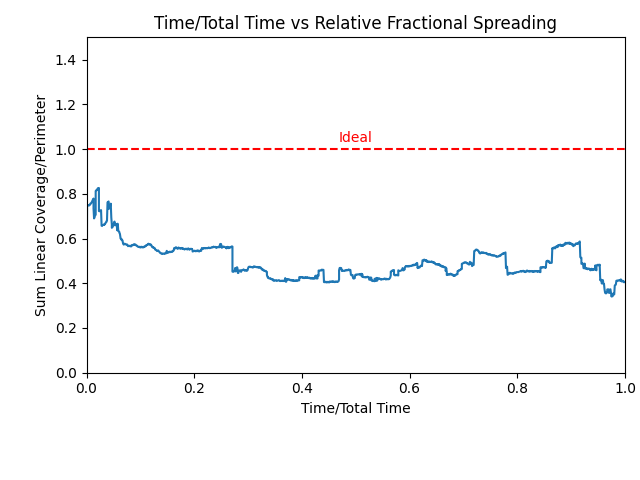 Time/Total Time vs Relative Fractional Spreading
Sum Linear Coverage/Perimeter
1.4
1.2
1.0
0.8
0.6
0.4
0.2
0.0
Ideal
0.0 0.2 0.4 0.6 0.8 1.0
Time/Total Time